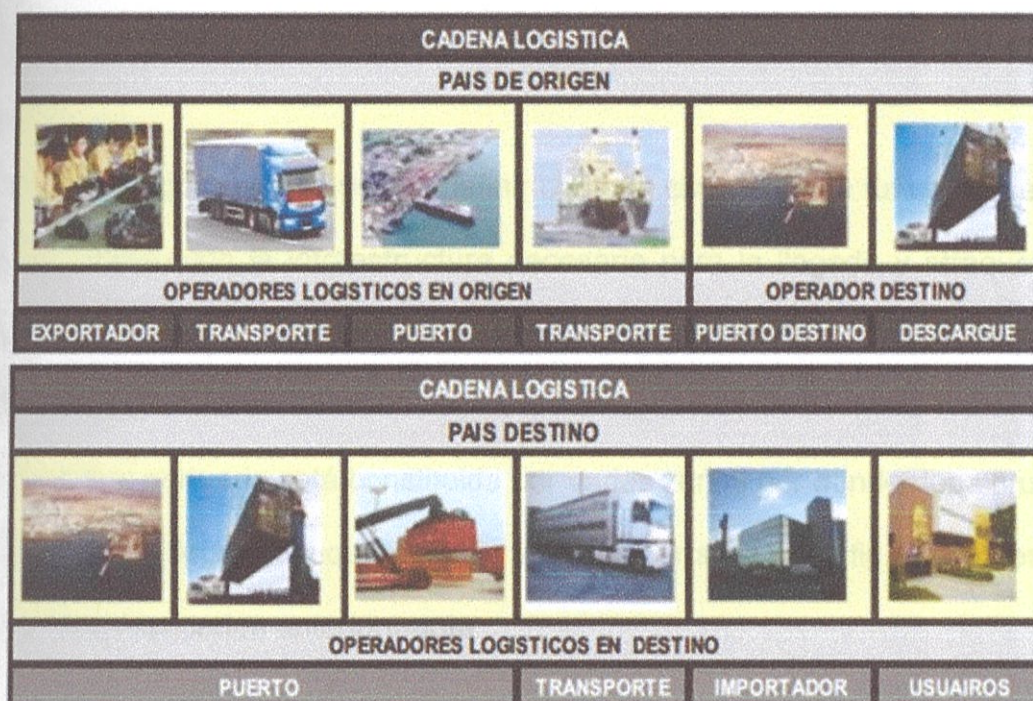 CADENA LOGISTICA
PAIS DE ORIGEN
OPERADORES LOGISTICOS EN ORIGEN
OPERADOR DESTINO
EXPORTADOR TRANSPORTE PUERTO TRANSPORTE PUERTO DESTINO DESCARGUE
CADENA LOGISTICA
PAIS DESTINO
OPERADORES LOGISTICOS EN DESTINO
PUERTO TRANSPORTE IMPORTADOR USUAIROS